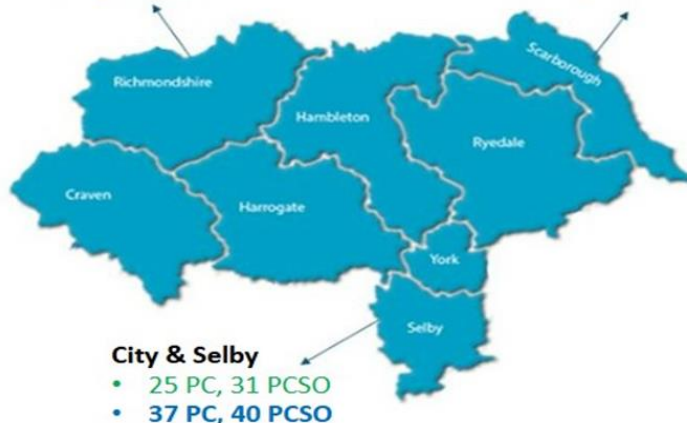 Scarborough
Richmondshire
Hambleton
Ryedale
Craven
Harrogate
York
Selby
City & Selby
• 25 PC, 31 PCSO
• 37 PC, 40 PCSO